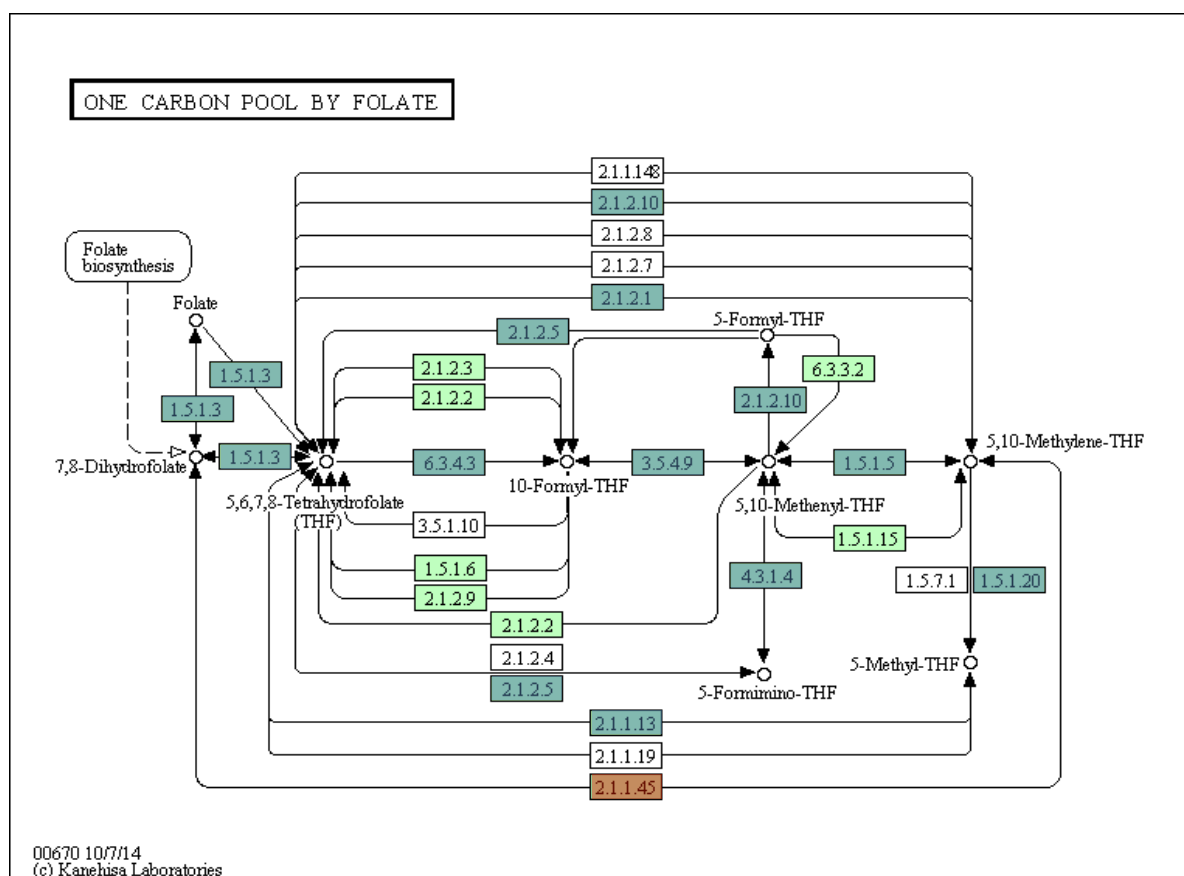 ONE CARBON POOL BY FOLATE
2.1.1.148
2.1.2.10
2.1.2.8
2.1.2.7
2.1.2.1
Folate
biosynthesis
Folate
5-Formyl-THF
2.1.2.5
6.3.3.2
2.1.2.3
2.1.2.2
1.5.1.3
1.5.1.3
2.1.2.10
7,8-Dihydrofolate
1.5.1.3
6.3.4.3
3.5.4.9
1.5.1.5
5,10-Methylene-THF
5,6,7,8-Tetrahydrofolate
(THF)
10-Formyl-THF
5,10-Methenyl-THF
3.5.1.10
1.5.1.15
1.5.1.6
2.1.2.9
4.3.1.4
1.5.7.1
1.5.1.20
2.1.2.2
2.1.2.4
2.1.2.5
5-Formimino-THF
5-Methyl-THF
2.1.1.13
2.1.1.19
2.1.1.45
00670 10/7/14
(c) Kanehisa Laboratories